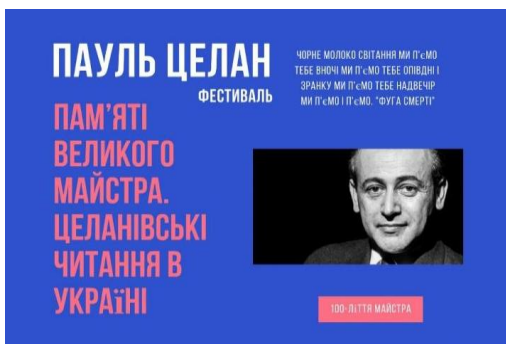 ПАУЛЬ ЦЕЛАН
ФЕСТИВАЛЬ
ПАМ'ЯТІ
ВЕЛИКОГО
МАЙСТРА.
ЦЕЛАНІВСЬКІ
ЧИТАННЯ В
УКРАЇНІ
ЧОРНЕ МОЛОКО СВІТАННЯ МИ П'ЄМО
ТЕБЕ ВНОЧІ МИ П'ЄМО ТЕБЕ ОПІВДНІ І
ЗРАНКУ МИ П'ЄМО ТЕБЕ НАДВЕЧІР
МИ П'ЄМО І П'ЄМО. "ФУГА СМЕРТІ"
100-ЛІТТЯ МАЙСТРА